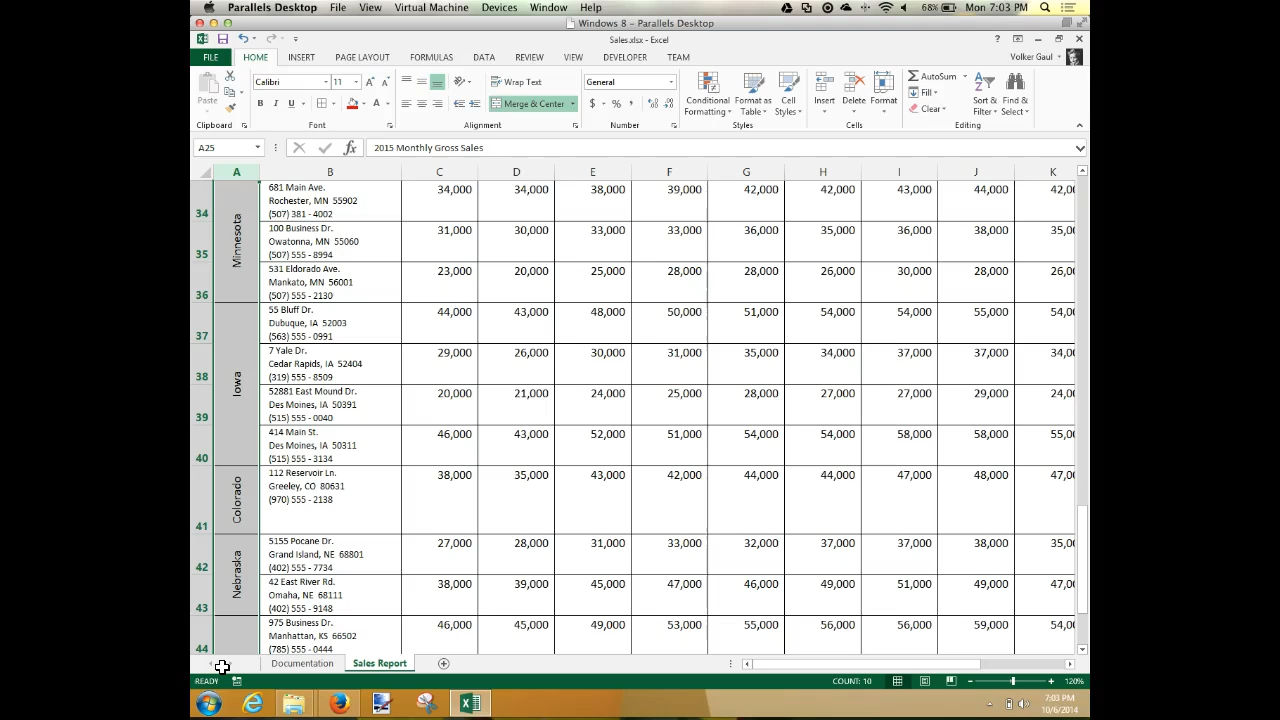 Parallels Desktop File View Virtual Machine Devices Window Help 68% Mon 7:03 PM
Windows 8 – Parallels Desktop
Sales.xlsx - Excel
FILE HOME INSERT PAGE LAYOUT FORMULAS DATA REVIEW VIEW DEVELOPER TEAM Volker Gaul
Paste Calibri 11 Wrap Text General Conditional Formatting Format as Table Cell Styles Insert Delete Format AutoSum Sort & Filter Find & Select
B I U Merge & Center $ % , Fill
Clear
Clipboard Font Alignment Number Styles Cells Editing
A25 fx 2015 Monthly Gross Sales
A B C D E F G H I J K
Minnesota
34 681 Main Ave. 34,000 34,000 38,000 39,000 42,000 42,000 43,000 44,000 42,0
Rochester, MN 55902
(507) 381 - 4002
35 100 Business Dr. 31,000 30,000 33,000 33,000 36,000 35,000 36,000 38,000 35,0
Owatonna, MN 55060
(507) 555 - 8994
36 531 Eldorado Ave. 23,000 20,000 25,000 28,000 28,000 26,000 30,000 28,000 26,0
Mankato, MN 56001
(507) 555 - 2130
Iowa
37 55 Bluff Dr. 44,000 43,000 48,000 50,000 51,000 54,000 54,000 55,000 54,0
Dubuque, IA 52003
(563) 555 - 0991
38 7 Yale Dr. 29,000 26,000 30,000 31,000 35,000 34,000 37,000 37,000 34,0
Cedar Rapids, IA 52404
(319) 555 - 8509
39 52881 East Mound Dr. 20,000 21,000 24,000 25,000 28,000 27,000 27,000 29,000 24,0
Des Moines, IA 50391
(515) 555 - 0040
40 414 Main St. 46,000 43,000 52,000 51,000 54,000 54,000 58,000 58,000 55,0
Des Moines, IA 50311
(515) 555 - 3134
Colorado
41 112 Reservoir Ln. 38,000 35,000 43,000 42,000 44,000 44,000 47,000 48,000 47,0
Greeley, CO 80631
(970) 555 - 2138
Nebraska
42 5155 Pocane Dr. 27,000 28,000 31,000 33,000 32,000 37,000 37,000 38,000 35,0
Grand Island, NE 68801
(402) 555 - 7734
43 42 East River Rd. 38,000 39,000 45,000 47,000 46,000 49,000 51,000 49,000 47,0
Omaha, NE 68111
(402) 555 - 9148
44 975 Business Dr. 46,000 45,000 49,000 53,000 55,000 56,000 56,000 59,000 54,0
Manhattan, KS 66502
(785) 555 - 0444
Documentation Sales Report
READY COUNT: 10 120%
7:03 PM
10/6/2014